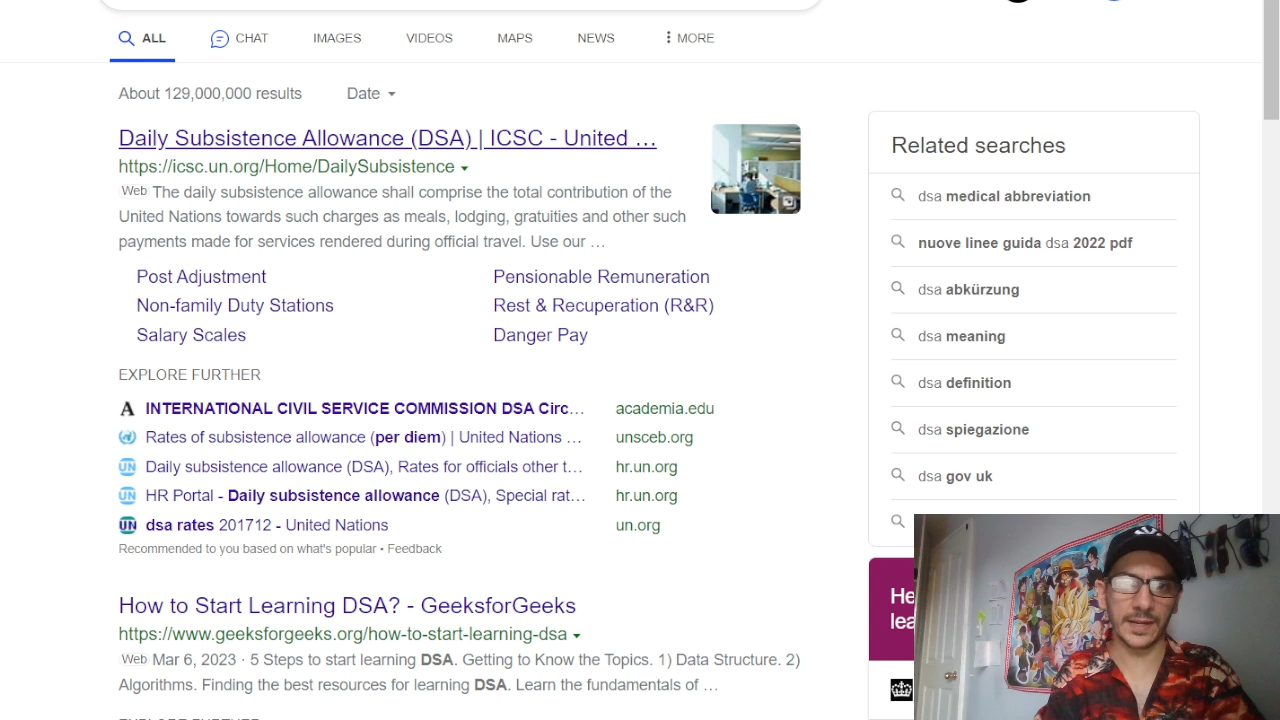 ALL
CHAT
IMAGES
VIDEOS
MAPS
NEWS
MORE
About 129,000,000 results
Date
Daily Subsistence Allowance (DSA) | ICSC - United …
https://icsc.un.org/Home/DailySubsistence
Web The daily subsistence allowance shall comprise the total contribution of the
United Nations towards such charges as meals, lodging, gratuities and other such
payments made for services rendered during official travel. Use our …
Post Adjustment
Pensionable Remuneration
Non-family Duty Stations
Rest & Recuperation (R&R)
Salary Scales
Danger Pay
EXPLORE FURTHER
INTERNATIONAL CIVIL SERVICE COMMISSION DSA Circ…
academia.edu
Rates of subsistence allowance (per diem) | United Nations …
unsceb.org
Daily subsistence allowance (DSA), Rates for officials other t…
hr.un.org
HR Portal - Daily subsistence allowance (DSA), Special rat…
hr.un.org
UN
UN
UN
dsa rates 201712 - United Nations
un.org
Recommended to you based on what's popular • Feedback
How to Start Learning DSA? - GeeksforGeeks
https://www.geeksforgeeks.org/how-to-start-learning-dsa
Web Mar 6, 2023 · 5 Steps to start learning DSA. Getting to Know the Topics. 1) Data Structure. 2)
Algorithms. Finding the best resources for learning DSA. Learn the fundamentals of …
Related searches
dsa medical abbreviation
nuove linee guida dsa 2022 pdf
dsa abkürzung
dsa meaning
dsa definition
dsa spiegazione
dsa gov uk
He
lea